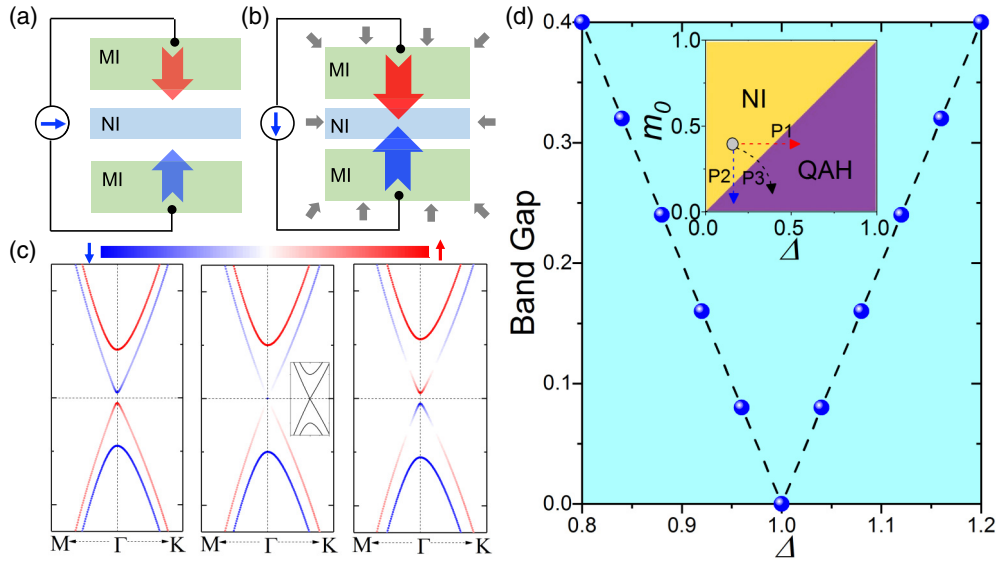 (a)
MI
NI
MI
(b)
MI
NI
MI
(c)
M Γ K
M Γ K
M Γ K
(d)
Band Gap
0.4
0.3
0.2
0.1
0.0
0.8 0.9 1.0 1.1 1.2
Δ
m0
1.0
0.5
0.0
NI
P1
P2
P3
QAH
0.0 0.5 1.0
Δ